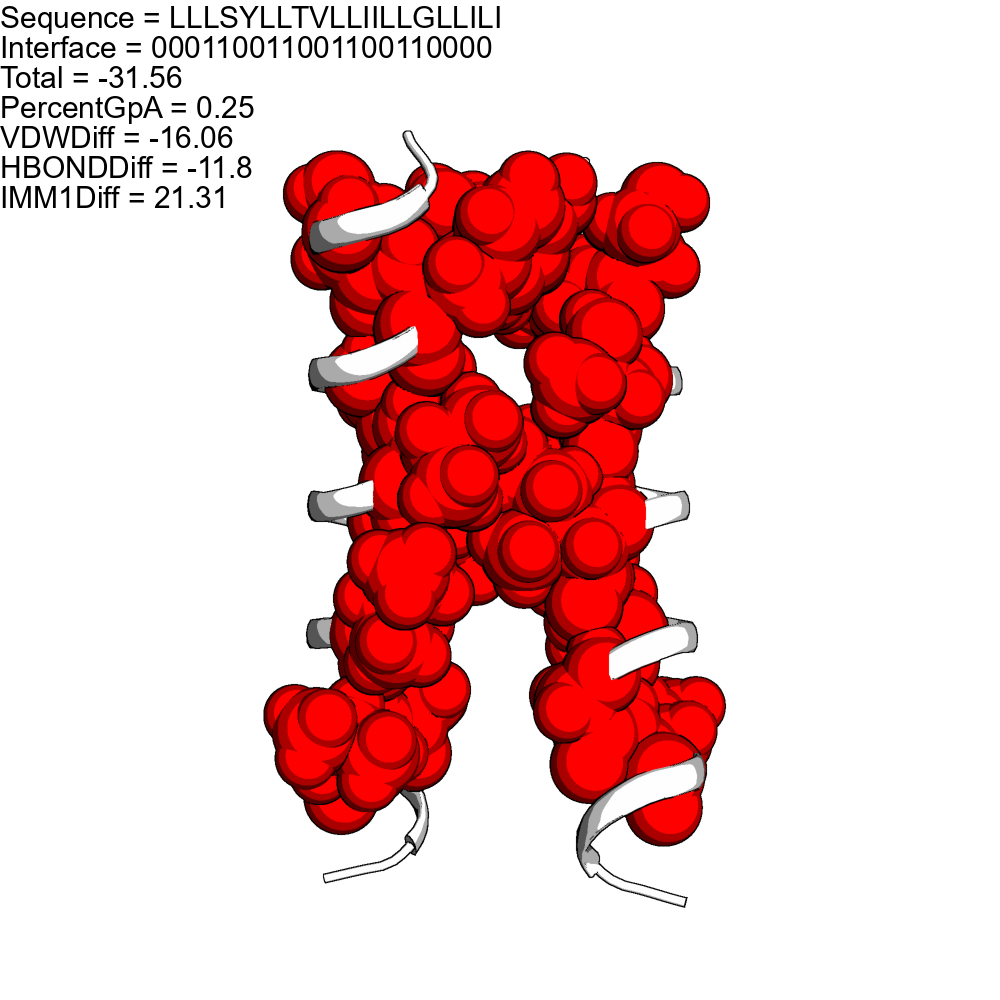 Sequence = LLLSYLLTVLLIILLGLLILI
Interface = 000110011001100110000
Total = -31.56
PercentGpA = 0.25
VDWDiff = -16.06
HBONDDiff = -11.8
IMM1Diff = 21.31